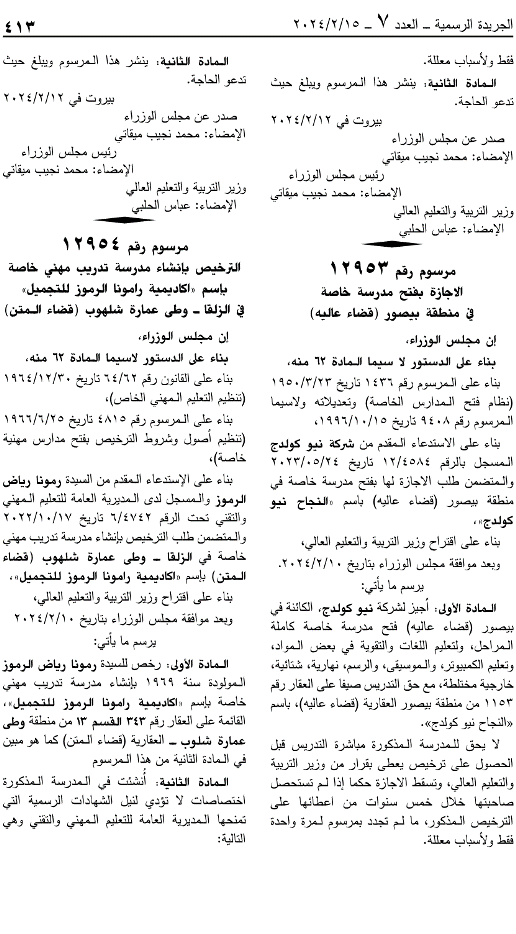 الجريدة الرسمية ــ العدد ٧ ــ ٢٠٢٤/٢/١٥
٤١٣
فقط ولأسباب معللة.
المادة الثانية: ينشر هذا المرسوم ويبلغ حيث
تدعو الحاجة.
بيروت في ٢٠٢٤/٢/١٢
صدر عن مجلس الوزراء
الإمضاء: محمد نجيب ميقاتي
رئيس مجلس الوزراء
الإمضاء: محمد نجيب ميقاتي
وزير التربية والتعليم العالي
الإمضاء: عباس الحلبي
مرسوم رقم ١٢٩٥٣
الاجازة بفتح مدرسة خاصة
في منطقة بيصور (قضاء عاليه)
إن مجلس الوزراء،
بناء على الدستور لا سيما المادة ٦٢ منه،
بناء على المرسوم رقم ١٤٣٦ تاريخ ١٩٥٠/٣/٢٣
(نظام فتح المدارس الخاصة) وتعديلاته ولاسيما
المرسوم رقم ٩٤٠٨ تاريخ ١٩٩٦/١٠/١٥،
بناء على الاستدعاء المقدم من شركة نيو كولدج
المسجل بالرقم ١٢/٤٥٨٤ تاريخ ٢٠٢٣/٠٥/٢٤
والمتضمن طلب الاجازة لها بفتح مدرسة خاصة في
منطقة بيصور (قضاء عاليه) باسم «النجاح نيو
كولدج»،
بناء على اقتراح وزير التربية والتعليم العالي،
وبعد موافقة مجلس الوزراء بتاريخ ٢٠٢٤/٢/١٠.
يرسم ما يأتي:
المادة الأولى: أجيز لشركة نيو كولدج، الكائنة في
بيصور (قضاء عاليه) فتح مدرسة خاصة كاملة
المراحل، ولتعليم اللغات والتقوية في بعض المواد،
وتعليم الكمبيوتر، والموسيقى، والرسم، نهارية، شتائية،
خارجية مختلطة، مع حق التدريس صيفا على العقار رقم
١١٥٣ من منطقة بيصور العقارية (قضاء عاليه)، باسم
«النجاح نيو كولدج».
لا يحق للمدرسة المذكورة مباشرة التدريس قبل
الحصول على ترخيص يعطى بقرار من وزير التربية
والتعليم العالي، وتسقط الاجازة حكما إذا لم تستحصل
صاحبتها خلال خمس سنوات من اعطائها على
الترخيص المذكور، ما لم تجدد بمرسوم لمرة واحدة
فقط ولأسباب معللة.
المادة الثانية: ينشر هذا المرسوم ويبلغ حيث
تدعو الحاجة.
بيروت في ٢٠٢٤/٢/١٢
صدر عن مجلس الوزراء
الإمضاء: محمد نجيب ميقاتي
رئيس مجلس الوزراء
الإمضاء: محمد نجيب ميقاتي
وزير التربية والتعليم العالي
الإمضاء: عباس الحلبي
مرسوم رقم ١٢٩٥٤
الترخيص بإنشاء مدرسة تدريب مهني خاصة
بإسم «اكاديمية رامونا الرموز للتجميل»
في الزلقا ــ وطى عمارة شلهوب (قضاء المتن)
إن مجلس الوزراء،
بناء على الدستور لاسيما المادة ٦٢ منه،
بناء على القانون رقم ٦٤/٦٢ تاريخ ١٩٦٤/١٢/٣٠
(تنظيم التعليم المهني الخاص)،
بناء على المرسوم رقم ٤٨١٥ تاريخ ١٩٦٦/٦/٢٥
(تنظيم أصول وشروط الترخيص بفتح مدارس مهنية
خاصة)،
بناء على الإستدعاء المقدم من السيدة رمونا رياض
الرموز والمسجل لدى المديرية العامة للتعليم المهني
والتقني تحت الرقم ٦/٤٧٤٢ تاريخ ٢٠٢٢/١٠/١٧
والمتضمن طلب الترخيص بإنشاء مدرسة تدريب مهني
خاصة في الزلقا ــ وطى عمارة شلهوب (قضاء
المتن) بإسم «اكاديمية رامونا الرموز للتجميل»،
بناء على اقتراح وزير التربية والتعليم العالي،
وبعد موافقة مجلس الوزراء بتاريخ ٢٠٢٤/٢/١٠
يرسم ما يأتي:
المادة الأولى: رخص للسيدة رمونا رياض الرموز
المولودة سنة ١٩٦٩ بإنشاء مدرسة تدريب مهني
خاصة بإسم «اكاديمية رامونا الرموز للتجميل»،
القائمة على العقار رقم ٣٤٣ القسم ١٣ من منطقة وطى
عمارة شلوب ــ العقارية (قضاء المتن) كما هو مبين
في المادة الثانية من هذا المرسوم
المادة الثانية: أُنشئت في المدرسة المذكورة
اختصاصات لا تؤدي لنيل الشهادات الرسمية التي
تمنحها المديرية العامة للتعليم المهني والتقني وهي
التالية: